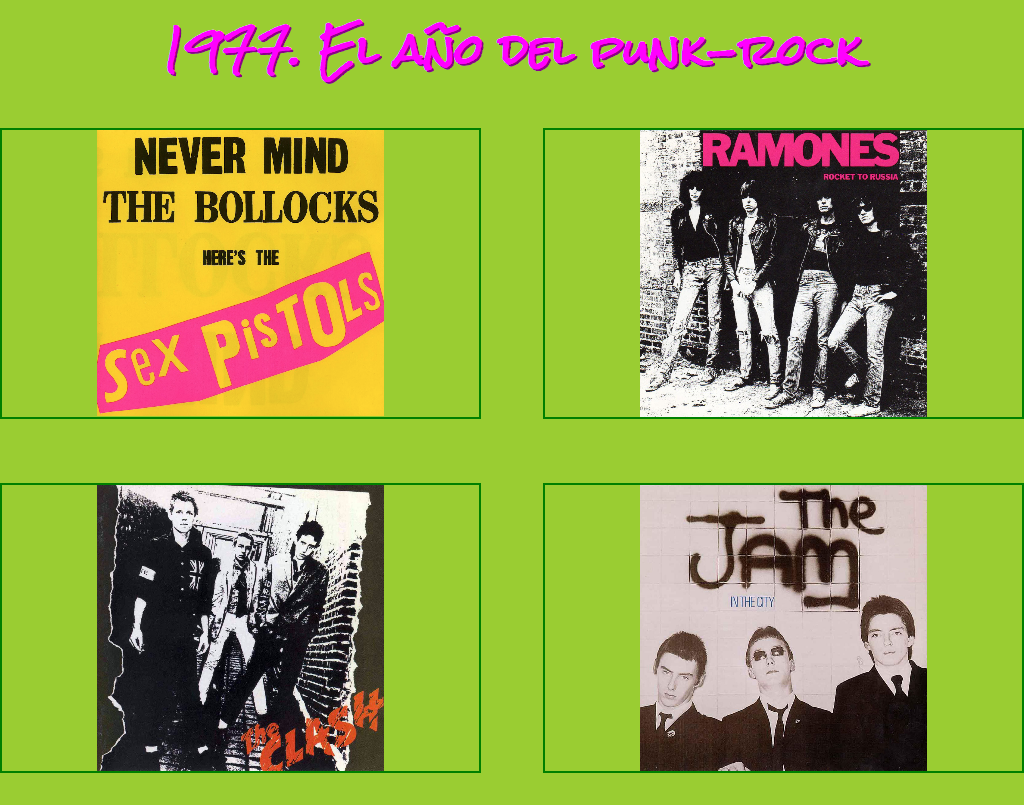 1977. El año del punk-rock
NEVER MIND
THE BOLLOCKS
HERE'S THE
Sex PisTOLs
RAMONES
ROCKET TO RUSSIA
The
CLASH
The
JAM
IN THE CITY